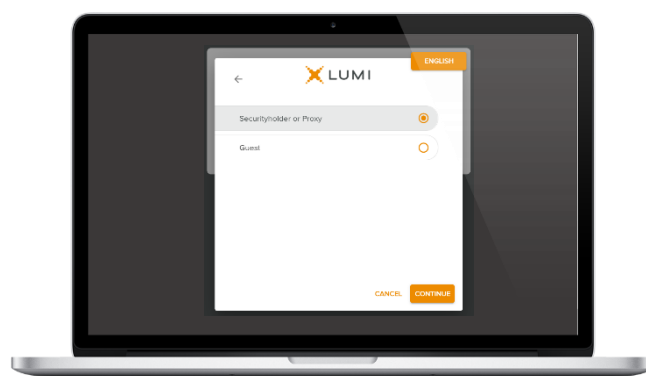 ENGLISH
LUMI
Securityholder or Proxy
Guest
CANCEL
CONTINUE